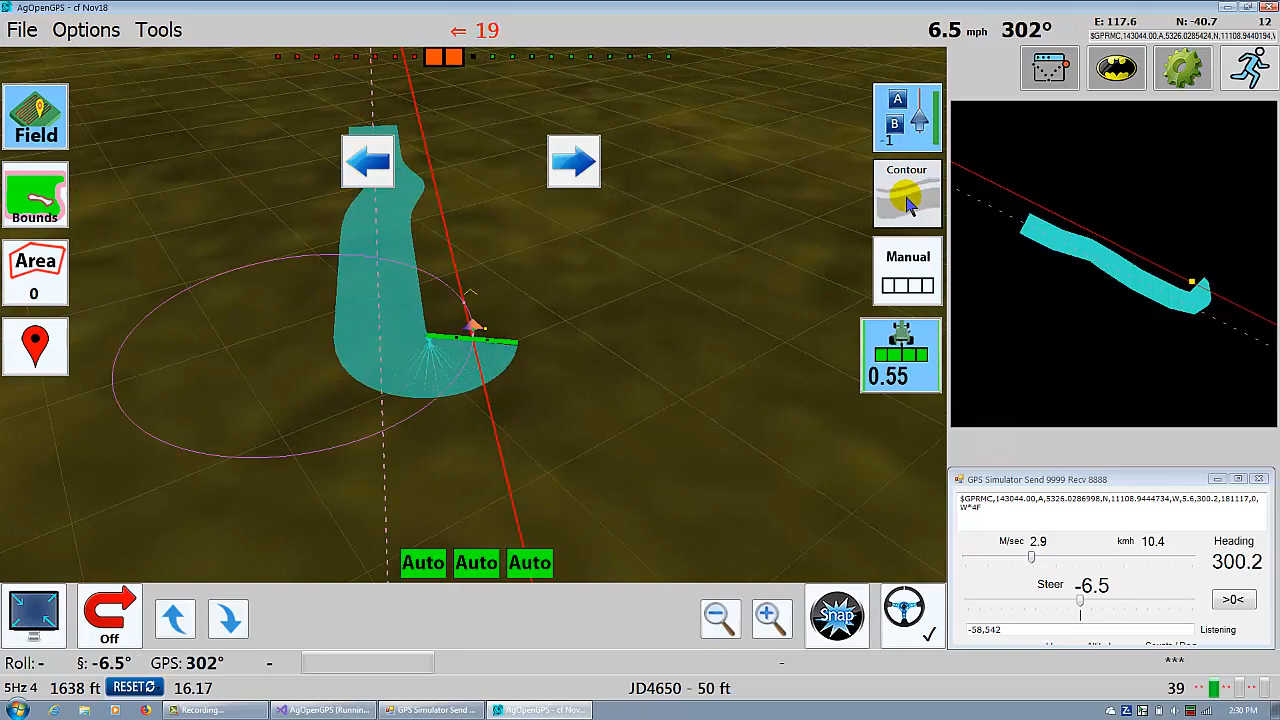 AgOpenGPS - cf Nov18
File Options Tools
⇐ 19
6.5 mph 302°
E: 117.6 N: -40.7 12
$GPRMC,143044.00,A,5326.0285424,N,11108.9440194,W
Field
Bounds
Area
0
A
B
-1
Contour
Manual
0.55
Auto Auto Auto
GPS Simulator Send 9999 Recv 8888
$GPRMC,143044.00,A,5326.0286998,N,11108.9444734,W,5.6,300.2,181117,0,
W*4F
M/sec 2.9 kmh 10.4 Heading
300.2
Steer -6.5
>0<
-58,542 Listening
Off
Snap
Roll: - §: -6.5° GPS: 302° - - ***
5Hz 4 1638 ft RESET 16.17 JD4650 - 50 ft 39
Recording... AgOpenGPS (Runnin... GPS Simulator Send ... AgOpenGPS - cf Nov... 2:30 PM